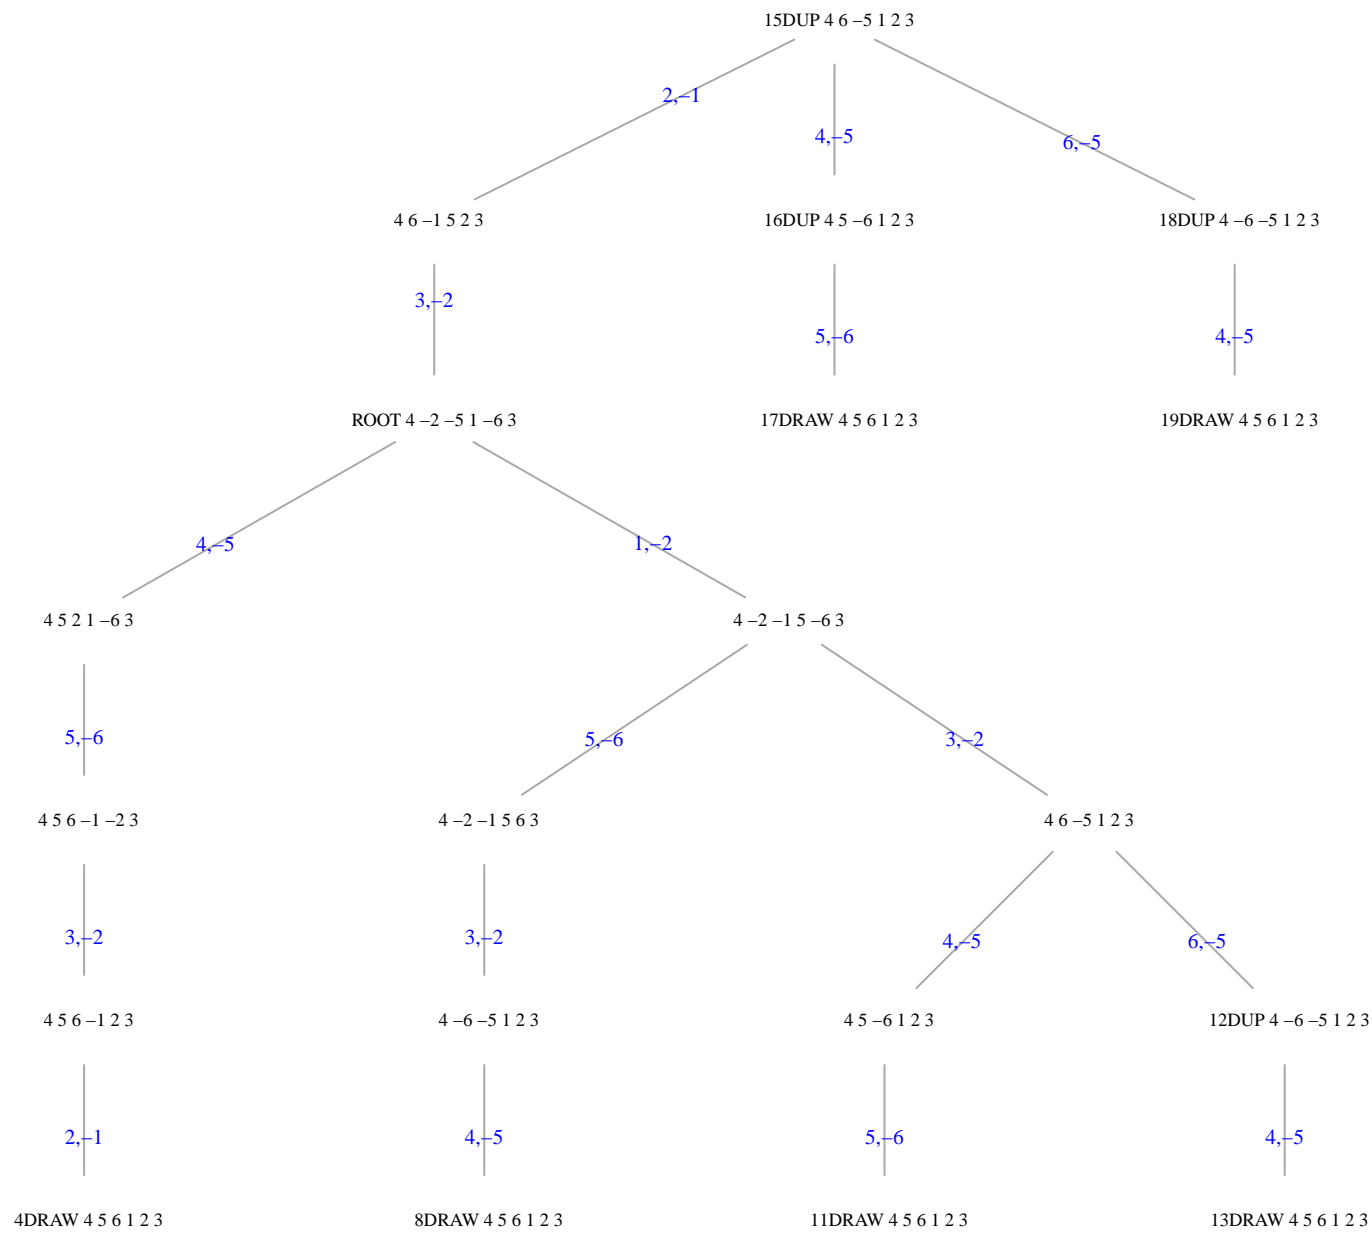 15DUP 4 6 –5 1 2 3
2,–1
4,–5
6,–5
4 6 –1 5 2 3
16DUP 4 5 –6 1 2 3
18DUP 4 –6 –5 1 2 3
3,–2
5,–6
4,–5
ROOT 4 –2 –5 1 –6 3
17DRAW 4 5 6 1 2 3
19DRAW 4 5 6 1 2 3
4,–5
1,–2
4 5 2 1 –6 3
4 –2 –1 5 –6 3
5,–6
5,–6
3,–2
4 5 6 –1 –2 3
4 –2 –1 5 6 3
4 6 –5 1 2 3
3,–2
3,–2
4,–5
6,–5
4 5 6 –1 2 3
4 –6 –5 1 2 3
4 5 –6 1 2 3
12DUP 4 –6 –5 1 2 3
2,–1
4,–5
5,–6
4,–5
4DRAW 4 5 6 1 2 3
8DRAW 4 5 6 1 2 3
11DRAW 4 5 6 1 2 3
13DRAW 4 5 6 1 2 3